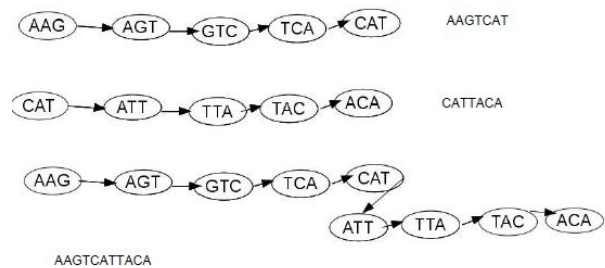 AAG AGT GTC TCA CAT AAGTCAT
CAT ATT TTA TAC ACA CATTACA
AAG AGT GTC TCA CAT
ATT TTA TAC ACA
AAGTCATTACA